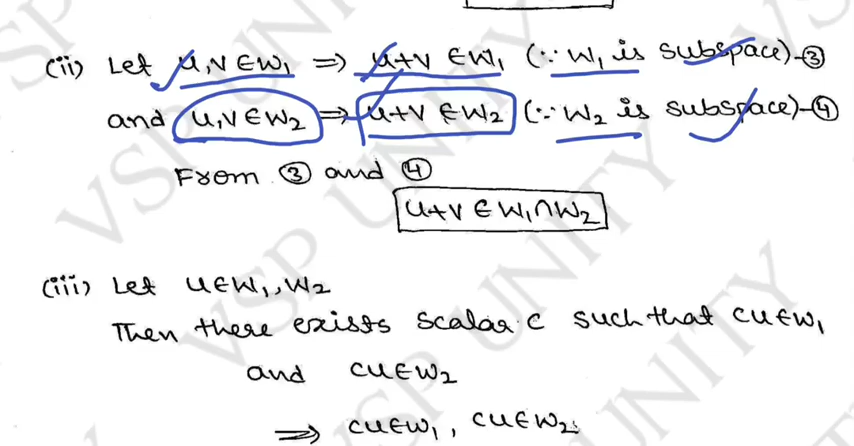 (ii) Let u,v ∈ W₁ ⇒ u+v ∈ W₁ (∵ W₁ is subspace)-③
and u,v ∈ W₂ ⇒ u+v ∈ W₂ (∵ W₂ is subspace)-④
From ③ and ④
u+v ∈ W₁∩W₂
(iii) Let u∈W₁, W₂
Then there exists scalar c such that cu∈W₁
and cu∈W₂
⇒ cu∈W₁, cu∈W₂
VSP UNITY